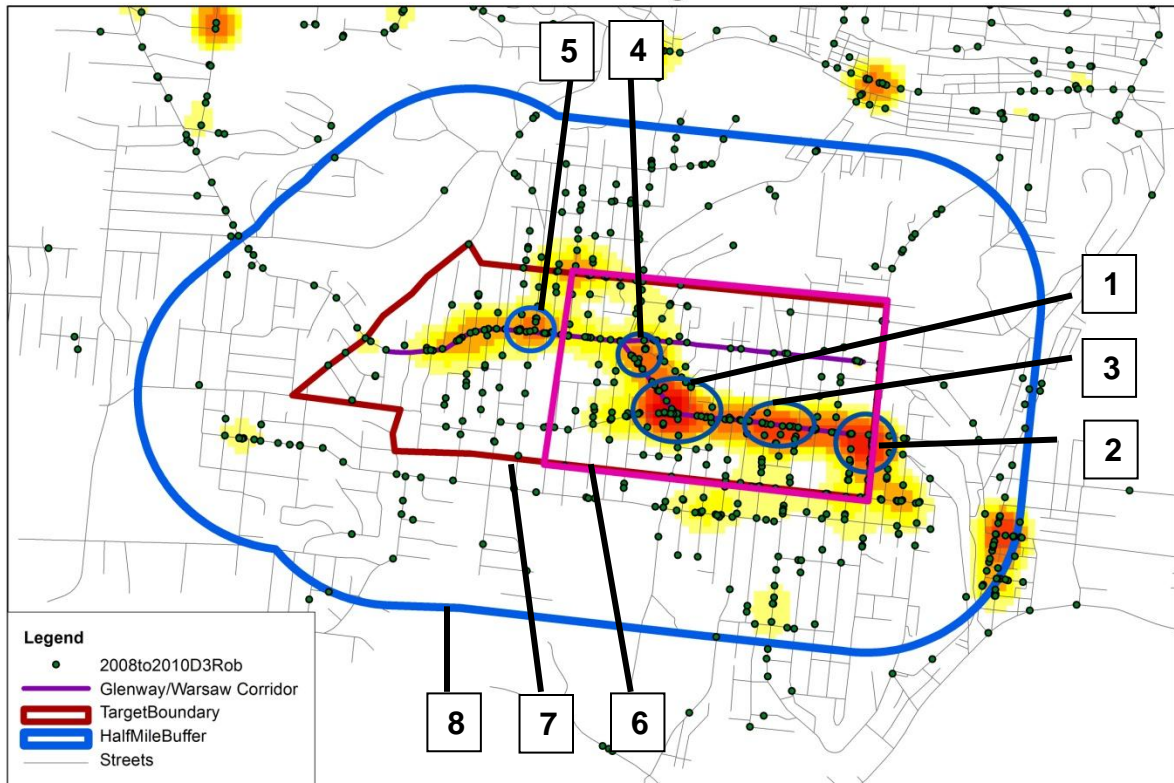 5
4
1
3
2
8
7
6
Legend
2008to2010D3Rob
Glenway/Warsaw Corridor
TargetBoundary
HalfMileBuffer
Streets